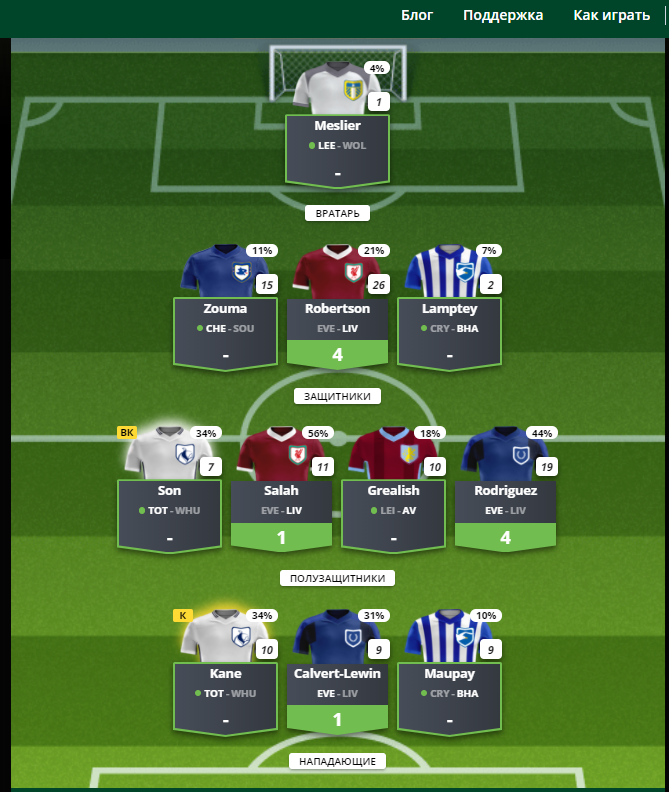 Блог Поддержка Как играть
4%
1
Meslier
LEE - WOL
-
ВРАТАРЬ
11% 21% 7%
15 26 2
Zouma Robertson Lamptey
CHE - SOU EVE - LIV CRY - BHA
- 4 -
ЗАЩИТНИКИ
ВК 34% 56% 18% 44%
7 11 10 19
Son Salah Grealish Rodriguez
TOT - WHU EVE - LIV LEI - AV EVE - LIV
- 1 - 4
ПОЛУЗАЩИТНИКИ
К 34% 31% 10%
10 9 9
Kane Calvert-Lewin Maupay
TOT - WHU EVE - LIV CRY - BHA
- 1 -
НАПАДАЮЩИЕ